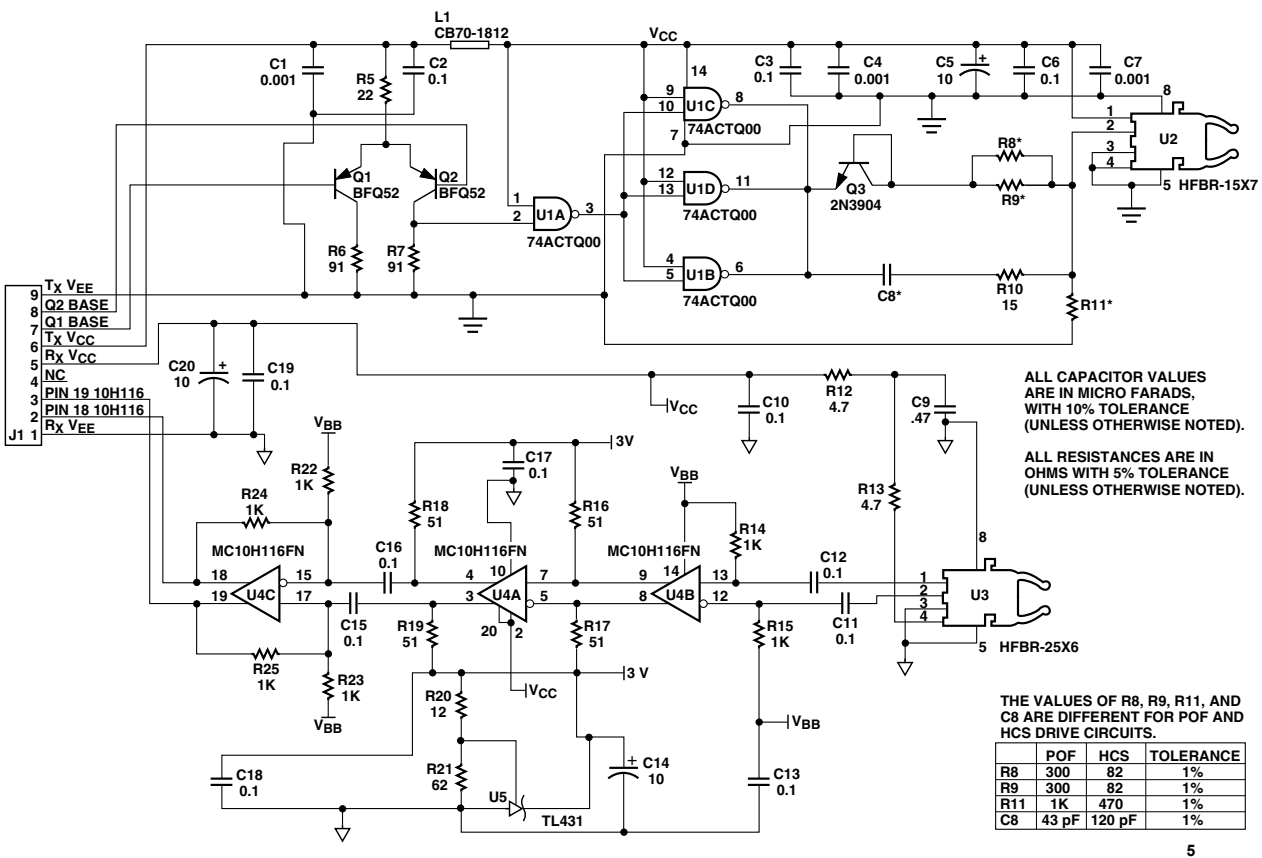 L1
CB70-1812
VCC
C1
0.001
R5
22
C2
0.1
C3
0.1
C4
0.001
C5
10
+
C6
0.1
C7
0.001
14
9
10
U1C
8
74ACTQ00
7
8
1
2
3
4
5
U2
HFBR-15X7
Q1
BFQ52
Q2
BFQ52
12
13
U1D
11
74ACTQ00
Q3
2N3904
R8*
R9*
1
2
U1A
3
74ACTQ00
R6
91
R7
91
4
5
U1B
6
74ACTQ00
C8*
R10
15
R11*
9 TX VEE
8 Q2 BASE
7 Q1 BASE
6 TX VCC
5 RX VCC
4 NC
3 PIN 19 10H116
2 PIN 18 10H116
J1 1 RX VEE
C20
10
+
C19
0.1
VCC
C10
0.1
R12
4.7
C9
.47
ALL CAPACITOR VALUES
ARE IN MICRO FARADS,
WITH 10% TOLERANCE
(UNLESS OTHERWISE NOTED).
ALL RESISTANCES ARE IN
OHMS WITH 5% TOLERANCE
(UNLESS OTHERWISE NOTED).
VBB
R22
1K
R24
1K
C17
0.1
3V
R18
51
R16
51
VBB
R14
1K
R13
4.7
MC10H116FN
18
19
U4C
15
17
C16
0.1
MC10H116FN
4
3
10
U4A
7
5
20
2
MC10H116FN
9
8
14
U4B
13
12
C12
0.1
C11
0.1
8
1
2
3
4
5
U3
HFBR-25X6
C15
0.1
R19
51
R17
51
R15
1K
R25
1K
R23
1K
VBB
R20
12
VCC
3 V
VBB
R21
62
U5
TL431
+
C14
10
C13
0.1
C18
0.1
THE VALUES OF R8, R9, R11, AND
C8 ARE DIFFERENT FOR POF AND
HCS DRIVE CIRCUITS.
POF HCS TOLERANCE
R8 300 82 1%
R9 300 82 1%
R11 1K 470 1%
C8 43 pF 120 pF 1%
5